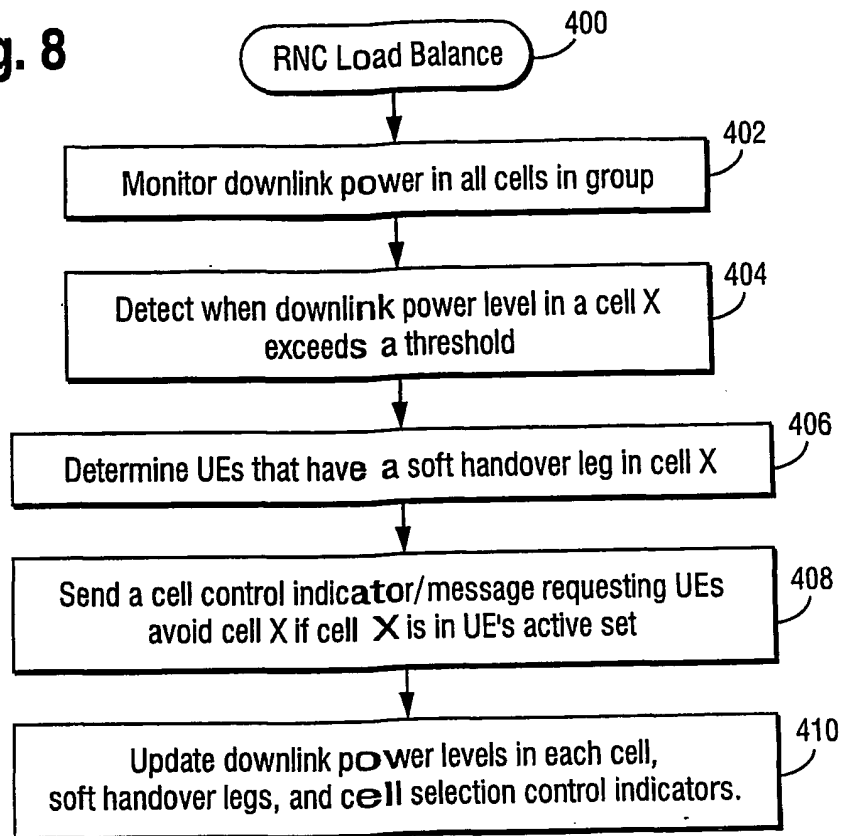 g. 8
RNC Load Balance
400
402
Monitor downlink power in all cells in group
404
Detect when downlink power level in a cell X
exceeds a threshold
406
Determine UEs that have a soft handover leg in cell X
408
Send a cell control indicator/message requesting UEs
avoid cell X if cell X is in UE's active set
410
Update downlink power levels in each cell,
soft handover legs, and cell selection control indicators.